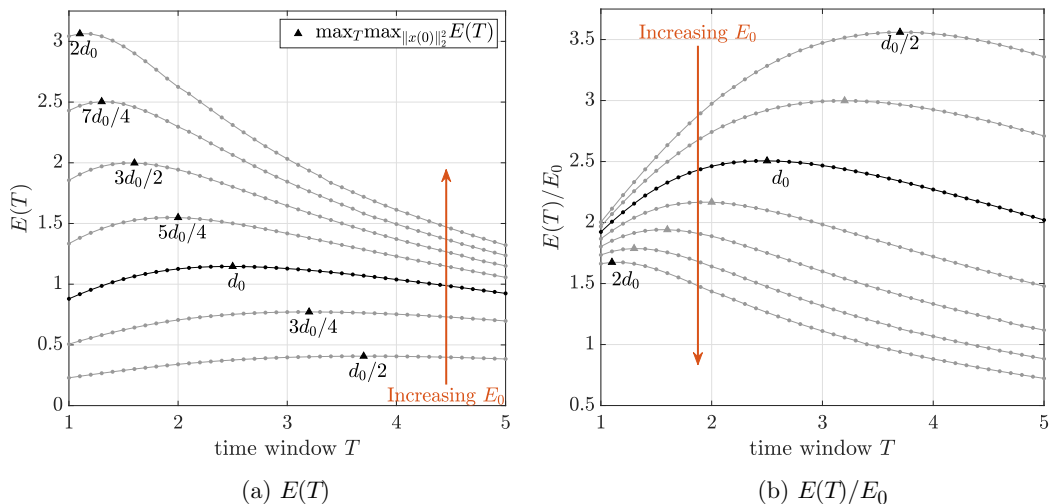 3
2.5
2
1.5
1
0.5
0
E(T)
▲ max_T max_{‖x(0)‖_2^2} E(T)
2d_0
7d_0/4
3d_0/2
5d_0/4
d_0
3d_0/4
d_0/2
Increasing E_0
1 2 3 4 5
time window T
(a) E(T)
3.5
3
2.5
2
1.5
1
0.5
E(T)/E_0
Increasing E_0
d_0/2
d_0
2d_0
1 2 3 4 5
time window T
(b) E(T)/E_0